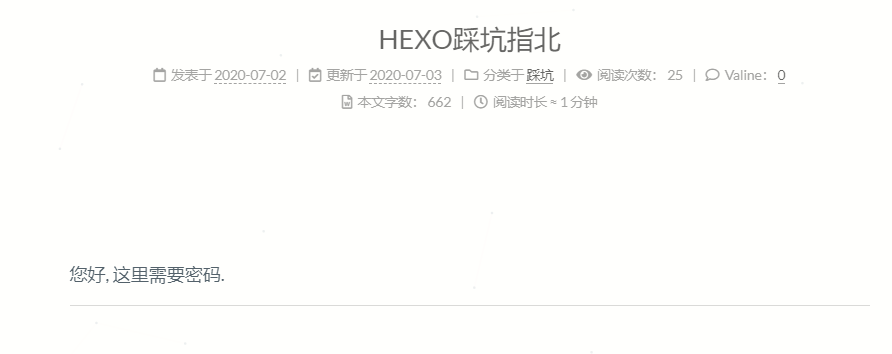 HEXO踩坑指北
发表于 2020-07-02 | 更新于 2020-07-03 | 分类于 踩坑 | 阅读次数： 25 | Valine： 0
本文字数： 662 | 阅读时长 ≈ 1 分钟
您好, 这里需要密码.